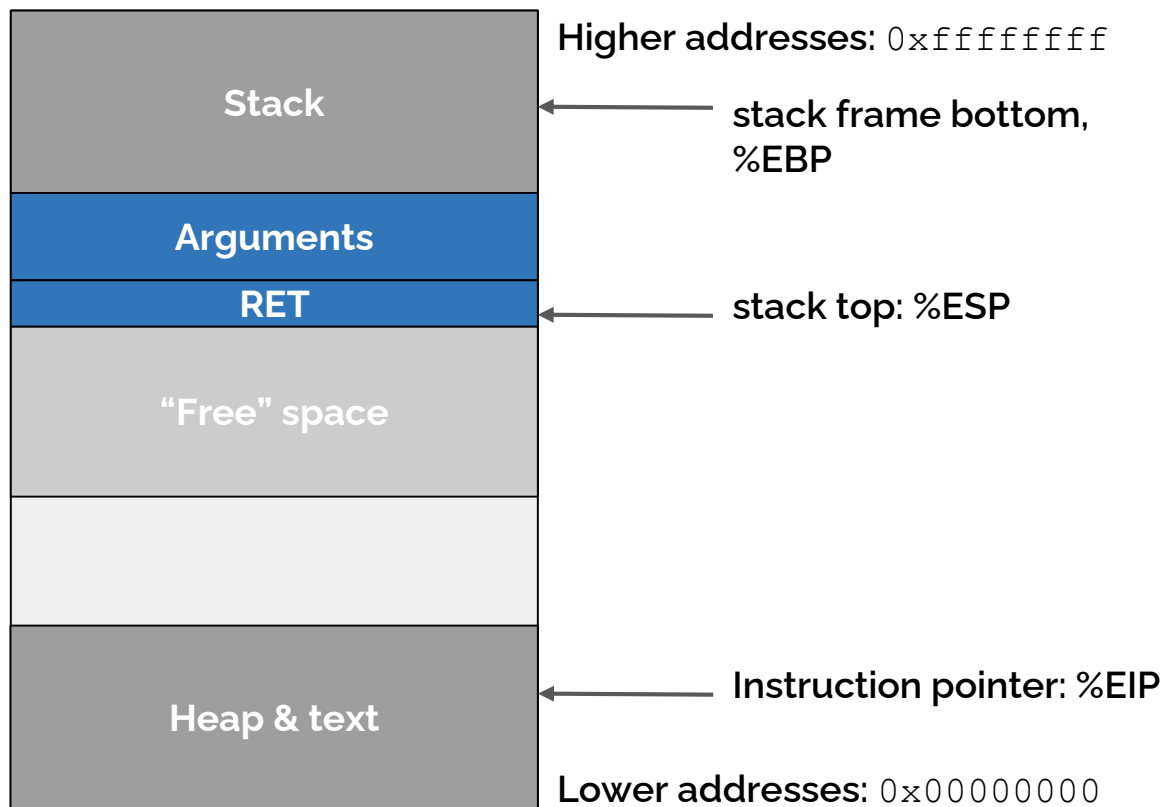 Higher addresses: 0xffffffff
Stack
stack frame bottom,
%EBP
Arguments
RET
stack top: %ESP
“Free” space
Instruction pointer: %EIP
Heap & text
Lower addresses: 0x00000000